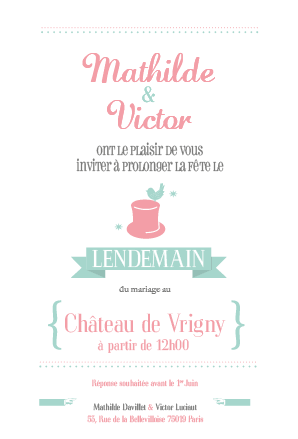 Mathilde
&
Victor
ont le plaisir de vous
inviter à prolonger la fête le
LENDEMAIN
du mariage au
Château de Vrigny
à partir de 12h00
Réponse souhaitée avant le 1er Juin
Mathilde Davillet & Victor Luciaut
55, Rue de la Bellevilloise 75019 Paris